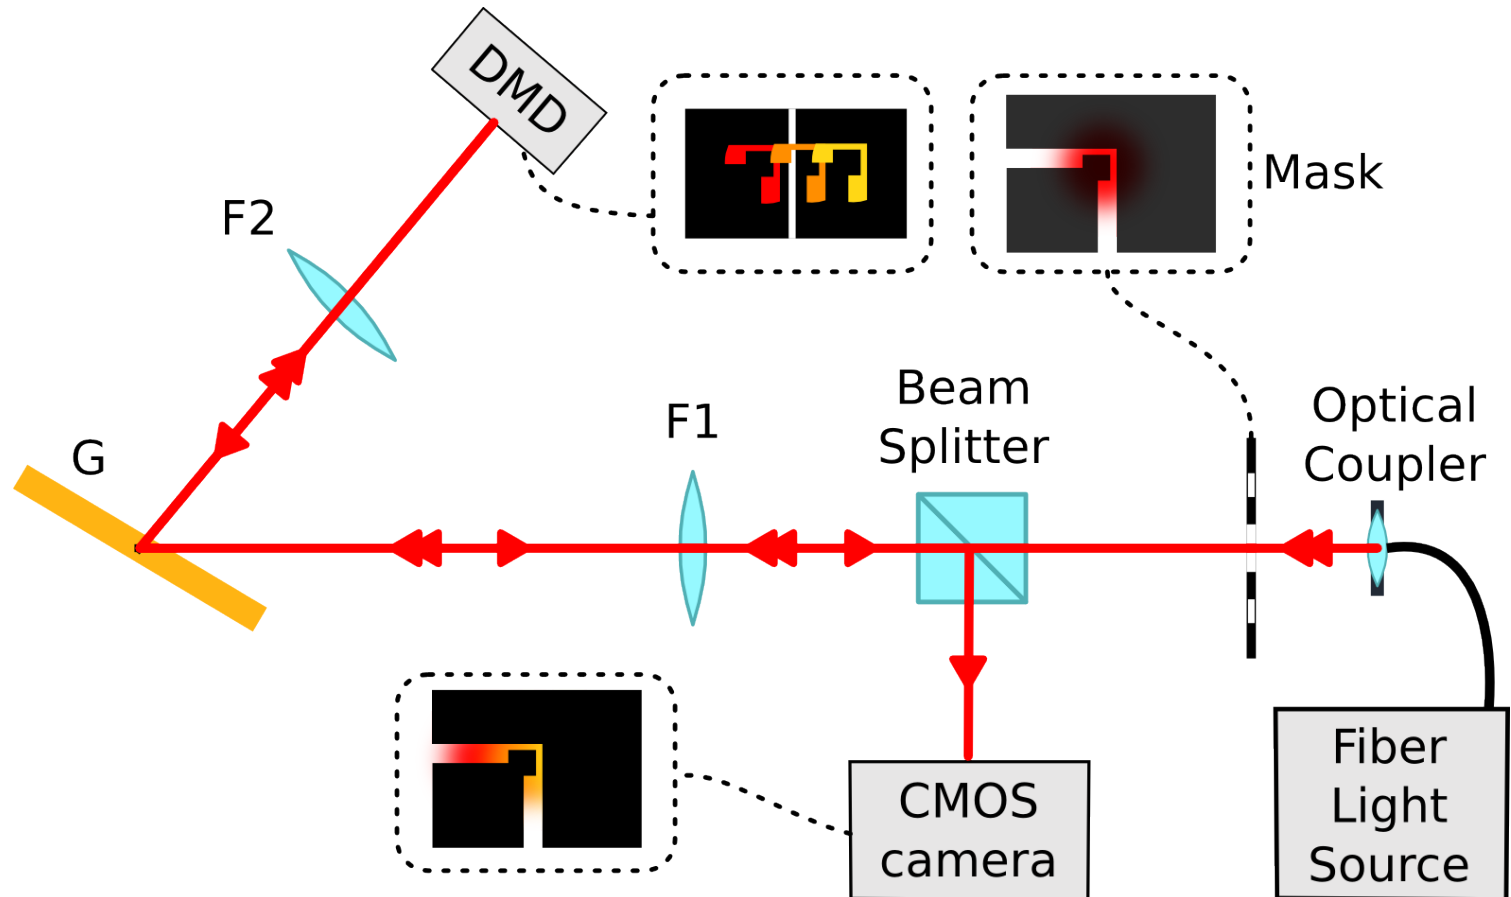 DMD
Mask
F2
Beam
Splitter
Optical
Coupler
F1
G
CMOS
camera
Fiber
Light
Source